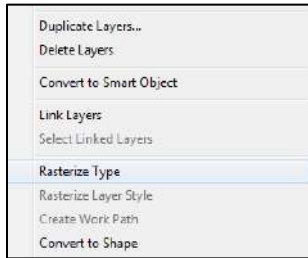 Duplicate Layers...
Delete Layers
Convert to Smart Object
Link Layers
Select Linked Layers
Rasterize Type
Rasterize Layer Style
Create Work Path
Convert to Shape